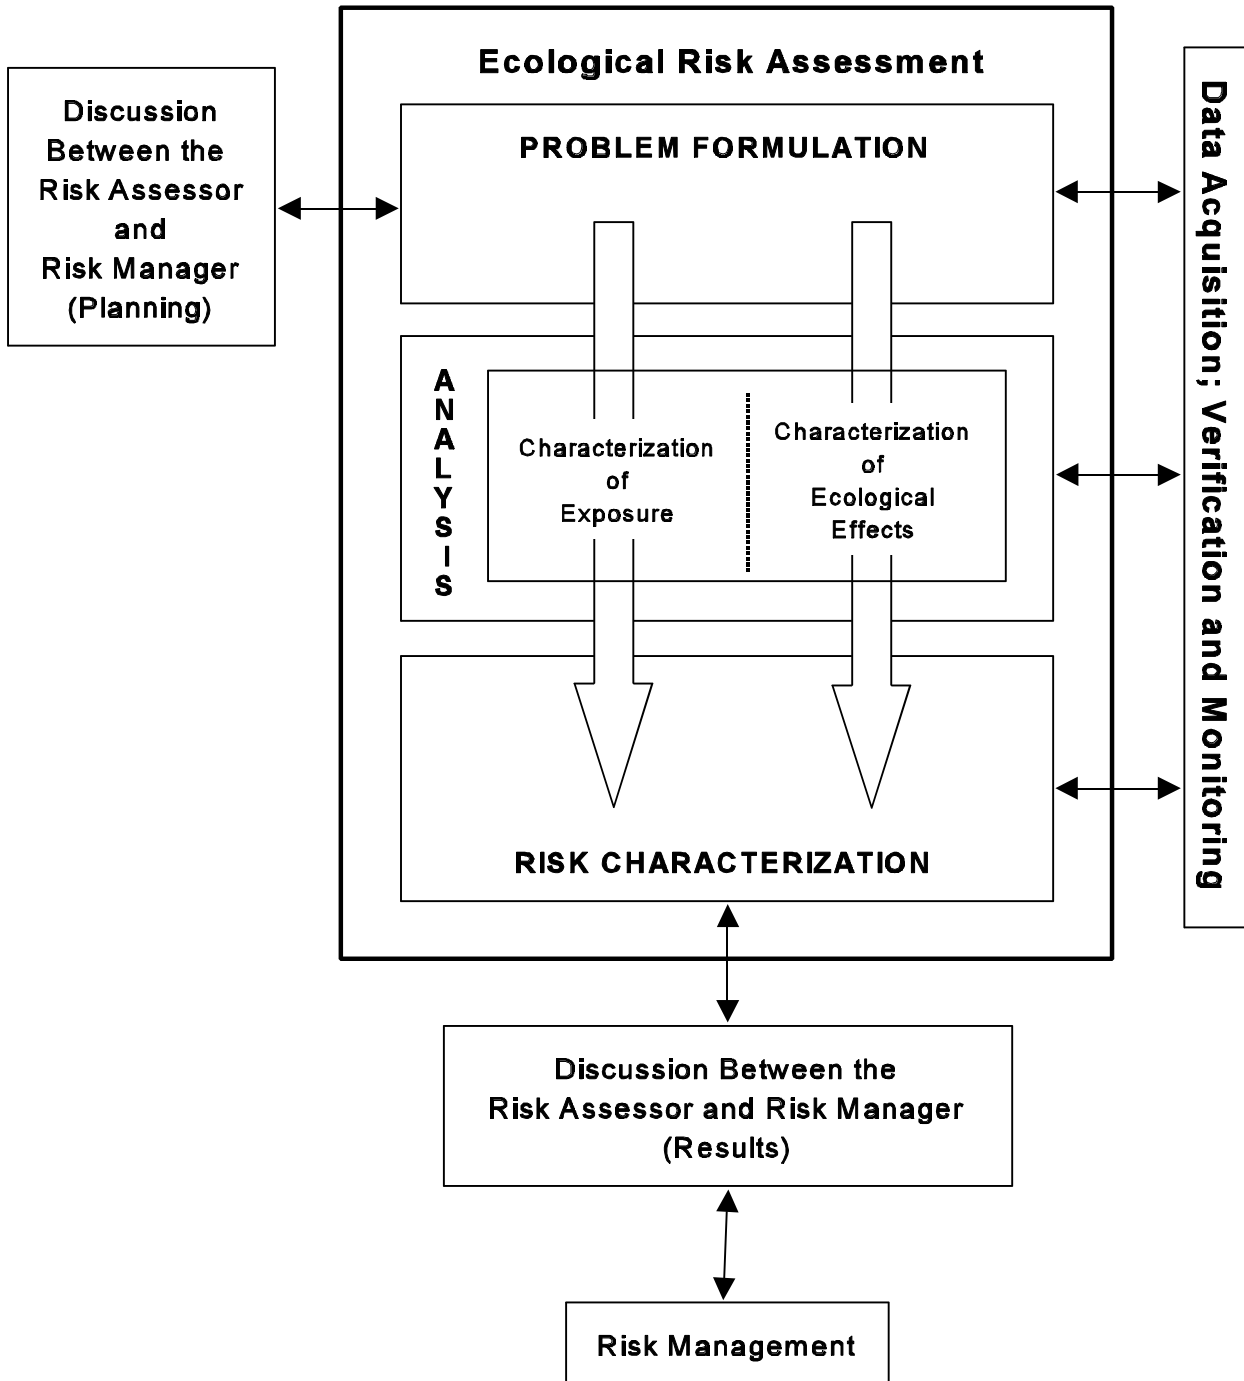 Ecological Risk Assessment
Discussion
Between the
Risk Assessor
and
Risk Manager
(Planning)
PROBLEM FORMULATION
ANALYSIS
Characterization
of
Exposure
Characterization
of
Ecological
Effects
RISK CHARACTERIZATION
Data Acquisition; Verification and Monitoring
Discussion Between the
Risk Assessor and Risk Manager
(Results)
Risk Management